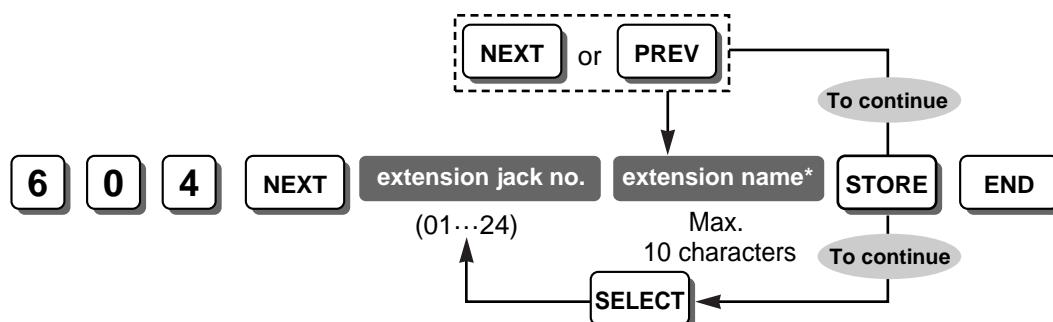 NEXT or PREV
To continue
6 0 4 NEXT extension jack no. extension name* STORE END
(01···24) Max.
10 characters To continue
SELECT